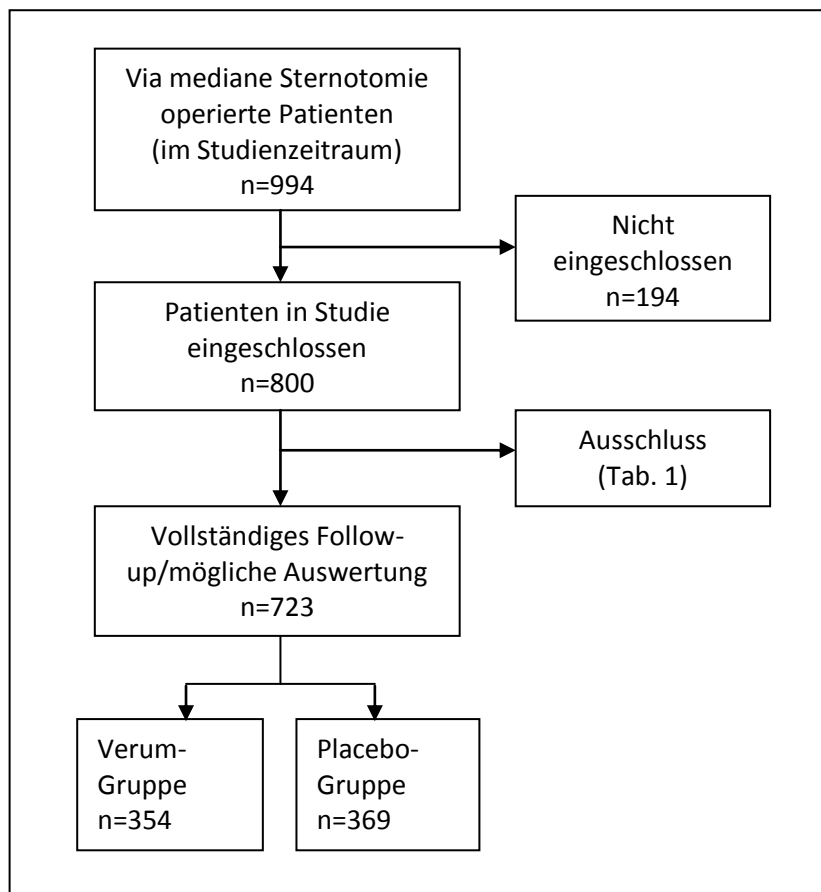 Via mediane Sternotomie
operierte Patienten
(im Studienzeitraum)
n=994
Nicht
eingeschlossen
n=194
Patienten in Studie
eingeschlossen
n=800
Ausschluss
(Tab. 1)
Vollständiges Follow-
up/mögliche Auswertung
n=723
Verum-
Gruppe
n=354
Placebo-
Gruppe
n=369